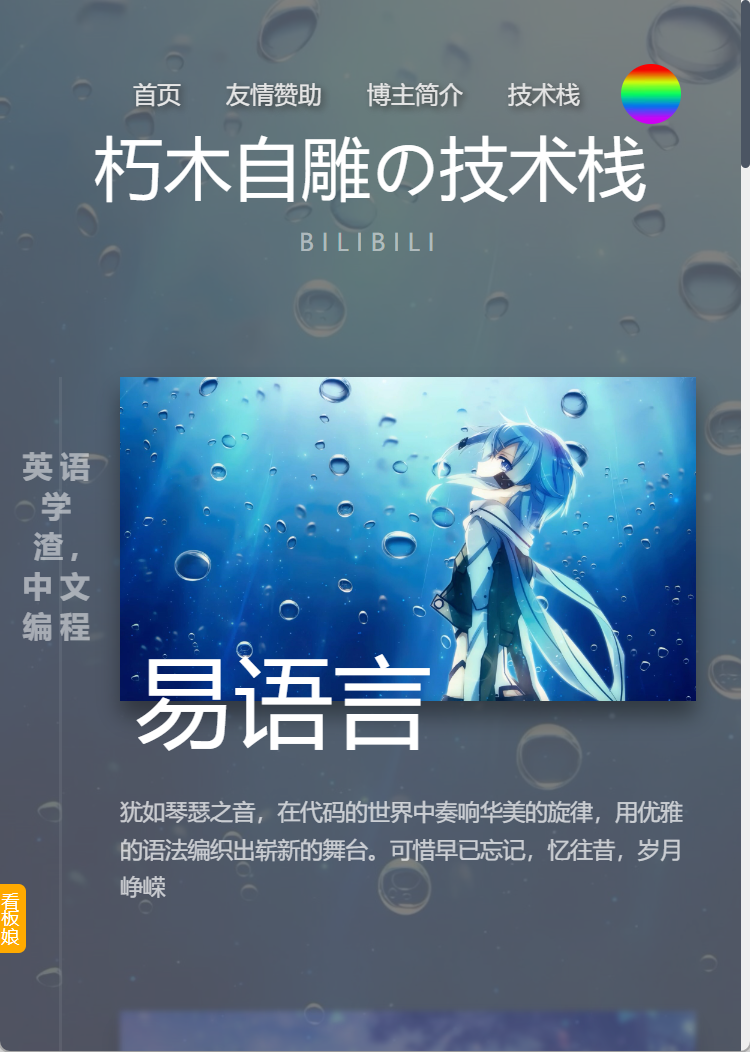 首页 友情赞助 博主简介 技术栈
朽木自雕の技术栈
BILIBILI
英语
学
渣，
中文
编程
易语言
犹如琴瑟之音，在代码的世界中奏响华美的旋律，用优雅
的语法编织出崭新的舞台。可惜早已忘记，忆往昔，岁月
峥嵘
看板娘